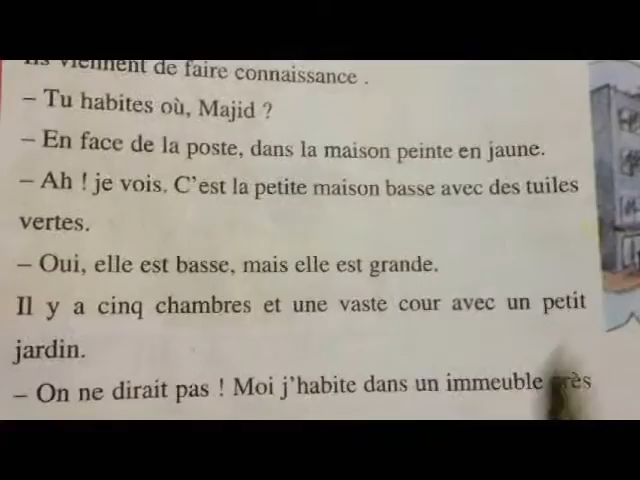 Ils viennent de faire connaissance .
– Tu habites où, Majid ?
– En face de la poste, dans la maison peinte en jaune.
– Ah ! je vois. C'est la petite maison basse avec des tuiles
vertes.
– Oui, elle est basse, mais elle est grande.
Il y a cinq chambres et une vaste cour avec un petit
jardin.
– On ne dirait pas ! Moi j'habite dans un immeuble